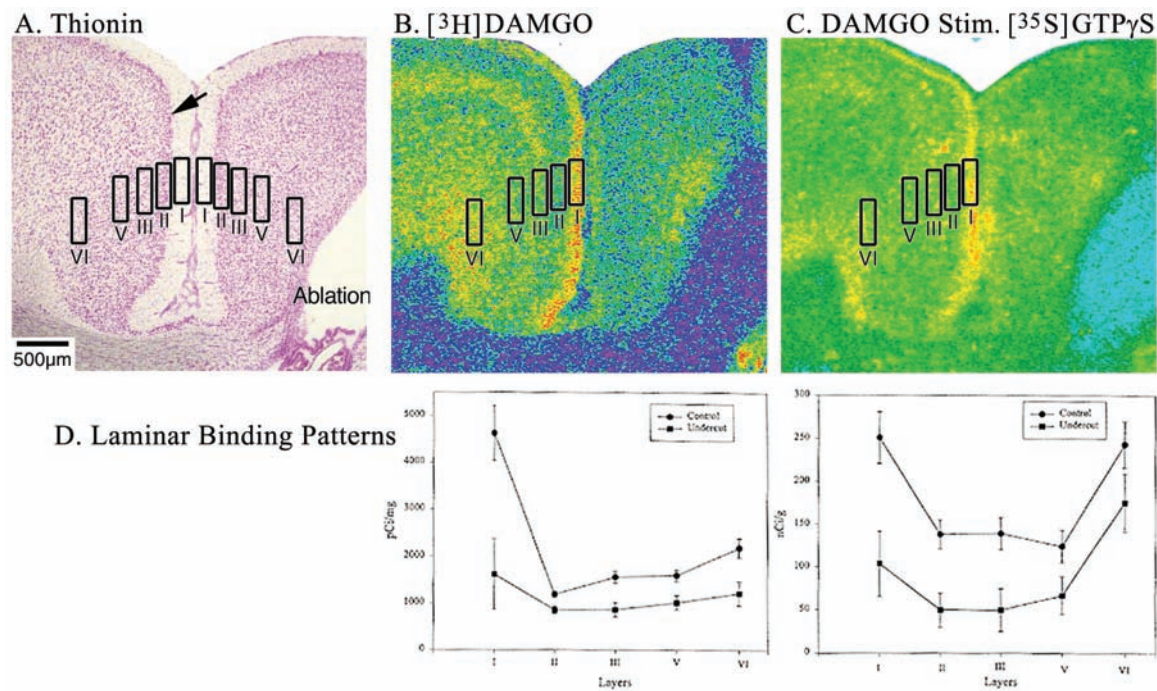 A. Thionin
B. [³H]DAMGO
C. DAMGO Stim. [³⁵S]GTPγS
VI V III II I I II III V VI
Ablation
500µm
VI V III II I
VI V III II I
D. Laminar Binding Patterns
Control
Undercut
pCi/mg
5000
4000
3000
2000
1000
0
I II III V VI
Layers
Control
Undercut
nCi/g
300
250
200
150
100
50
0
I II III V VI
Layers